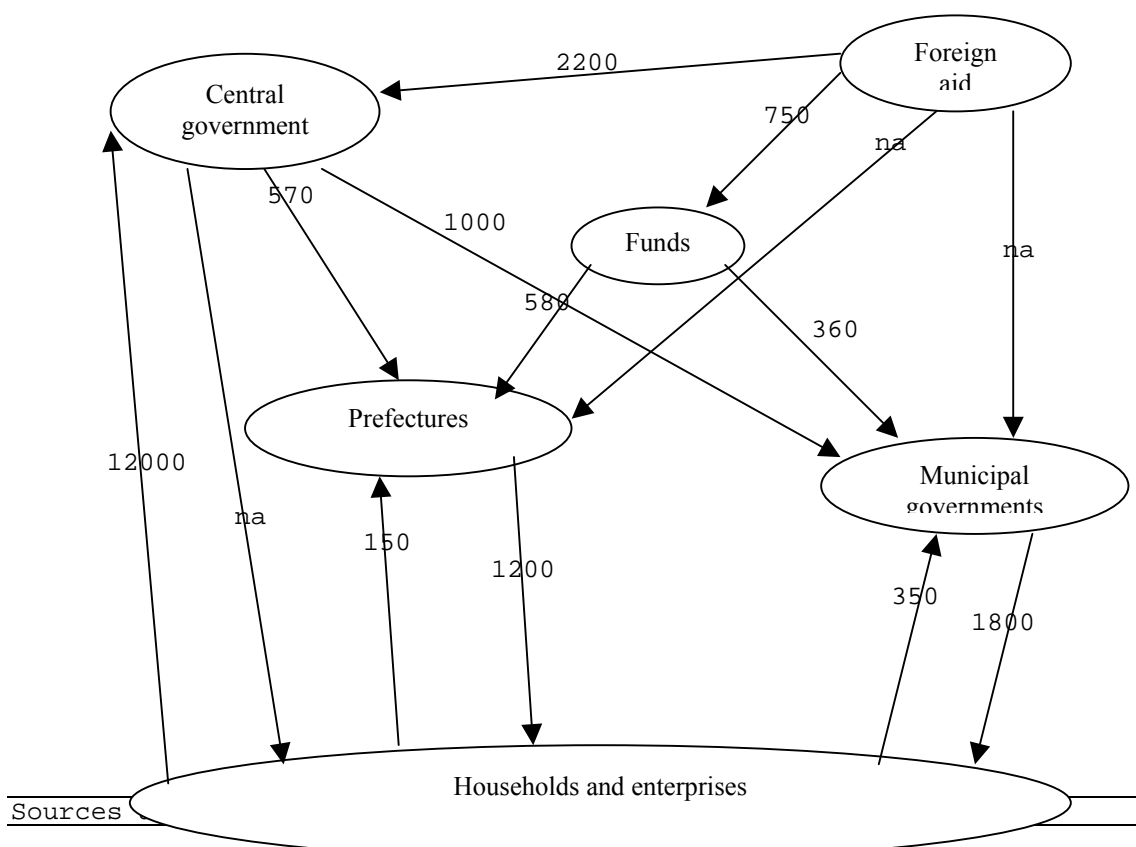 Foreign
aid
2200
Central
government
750
na
570
1000
Funds
na
580
360
Prefectures
12000
Municipal
governments
na
150
1200
350
1800
Households and enterprises
Sources